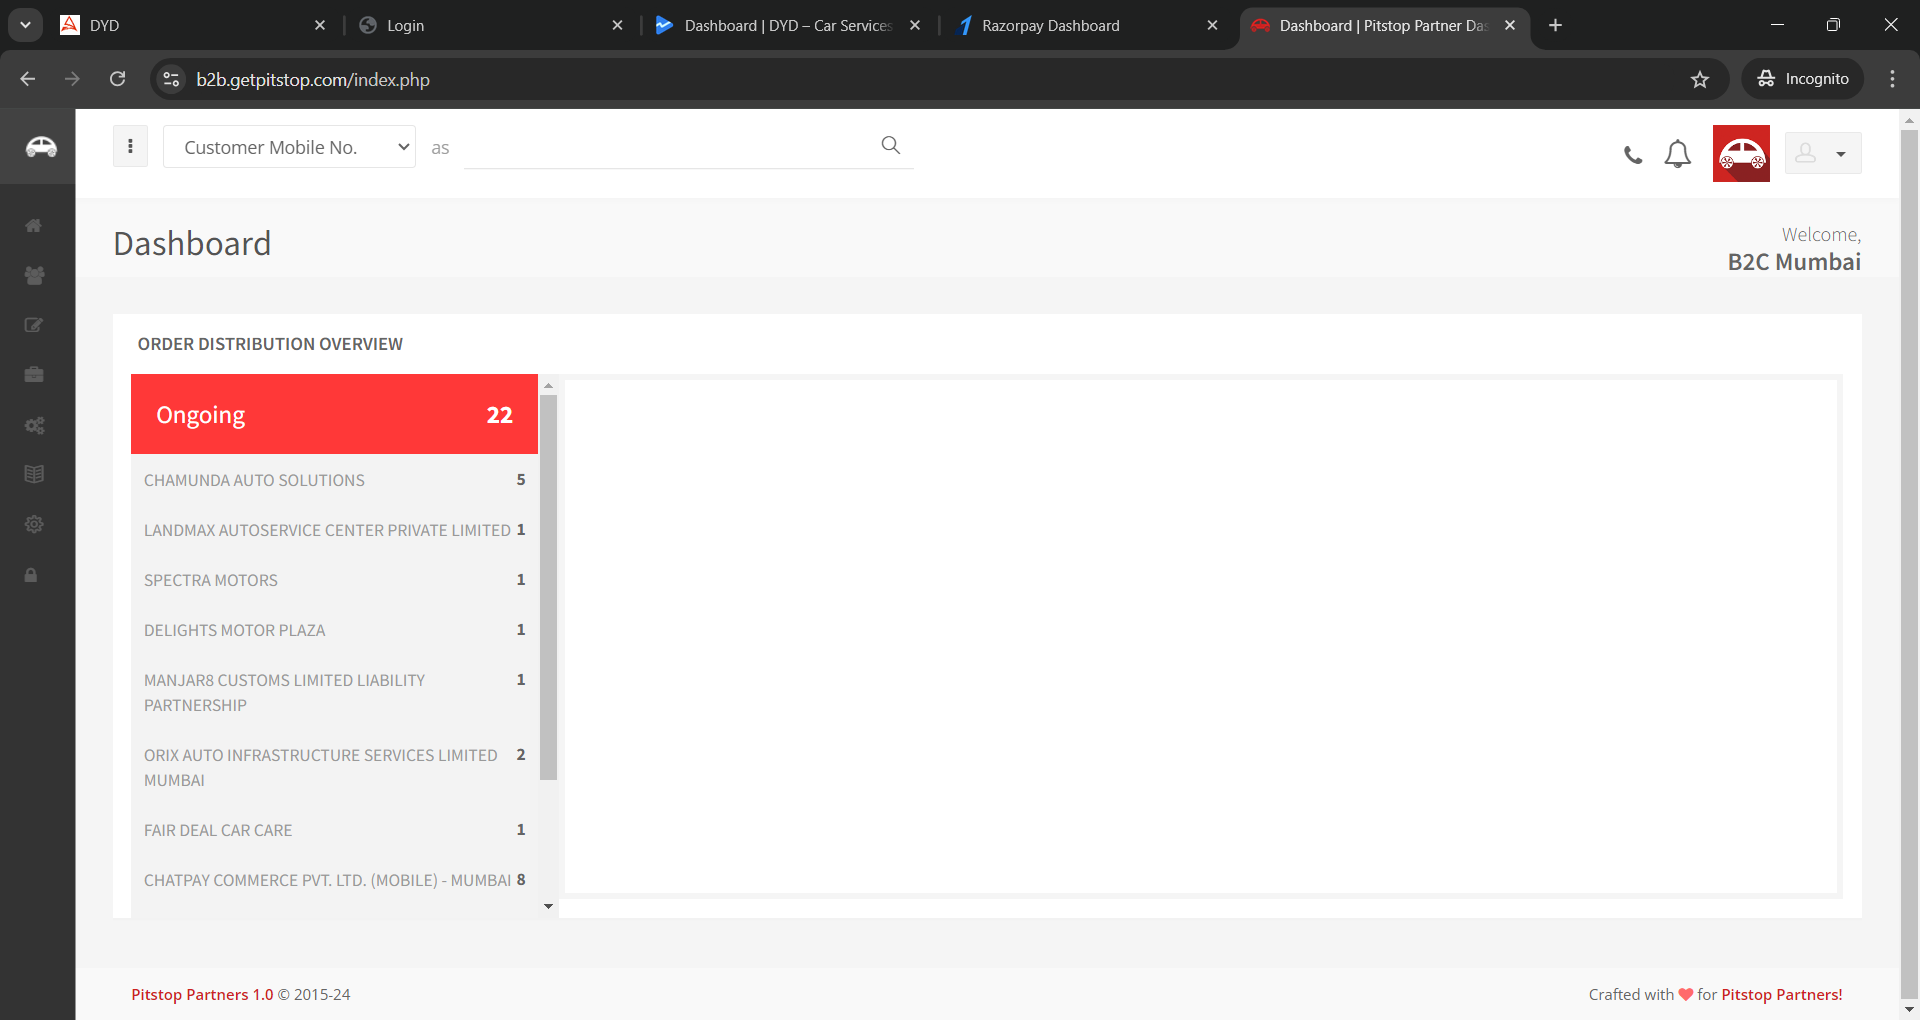 DYD
Login
Dashboard | DYD – Car Services
Razorpay Dashboard
Dashboard | Pitstop Partner Das
b2b.getpitstop.com/index.php
Incognito
Customer Mobile No.
as
Dashboard
Welcome,
B2C Mumbai
ORDER DISTRIBUTION OVERVIEW
Ongoing 22
CHAMUNDA AUTO SOLUTIONS 5
LANDMAX AUTOSERVICE CENTER PRIVATE LIMITED 1
SPECTRA MOTORS 1
DELIGHTS MOTOR PLAZA 1
MANJAR8 CUSTOMS LIMITED LIABILITY 1
PARTNERSHIP
ORIX AUTO INFRASTRUCTURE SERVICES LIMITED 2
MUMBAI
FAIR DEAL CAR CARE 1
CHATPAY COMMERCE PVT. LTD. (MOBILE) - MUMBAI 8
Pitstop Partners 1.0 © 2015-24
Crafted with ❤ for Pitstop Partners!